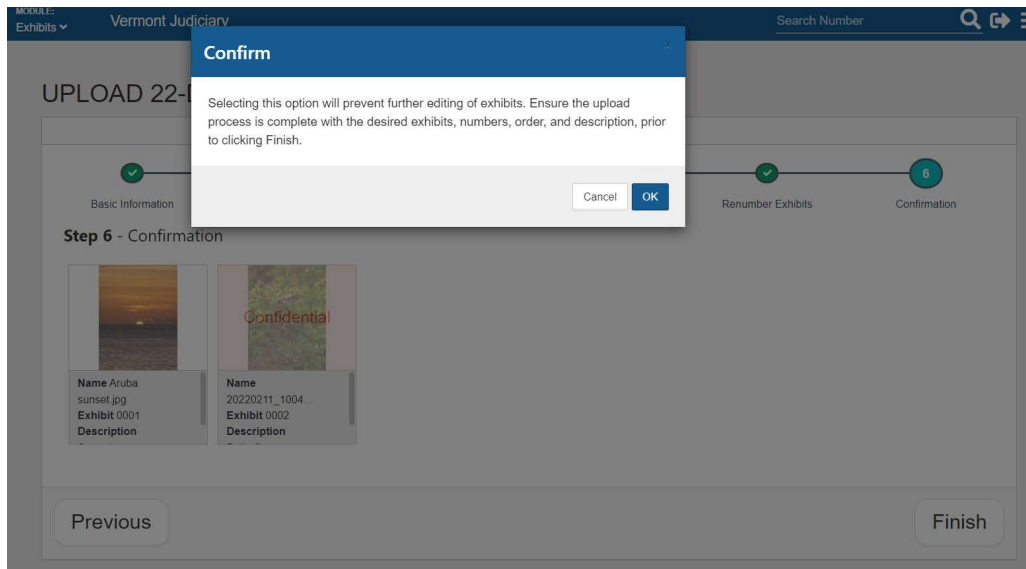 MODULE:
Exhibits
Vermont Judiciary
Search Number
Confirm
×
Selecting this option will prevent further editing of exhibits. Ensure the upload
process is complete with the desired exhibits, numbers, order, and description, prior
to clicking Finish.
Cancel OK
UPLOAD 22-
Basic Information
Renumber Exhibits
6
Confirmation
Step 6 - Confirmation
Confidential
Name Aruba
sunset.jpg
Exhibit 0001
Description
Name
20220211_1004...
Exhibit 0002
Description
Previous
Finish